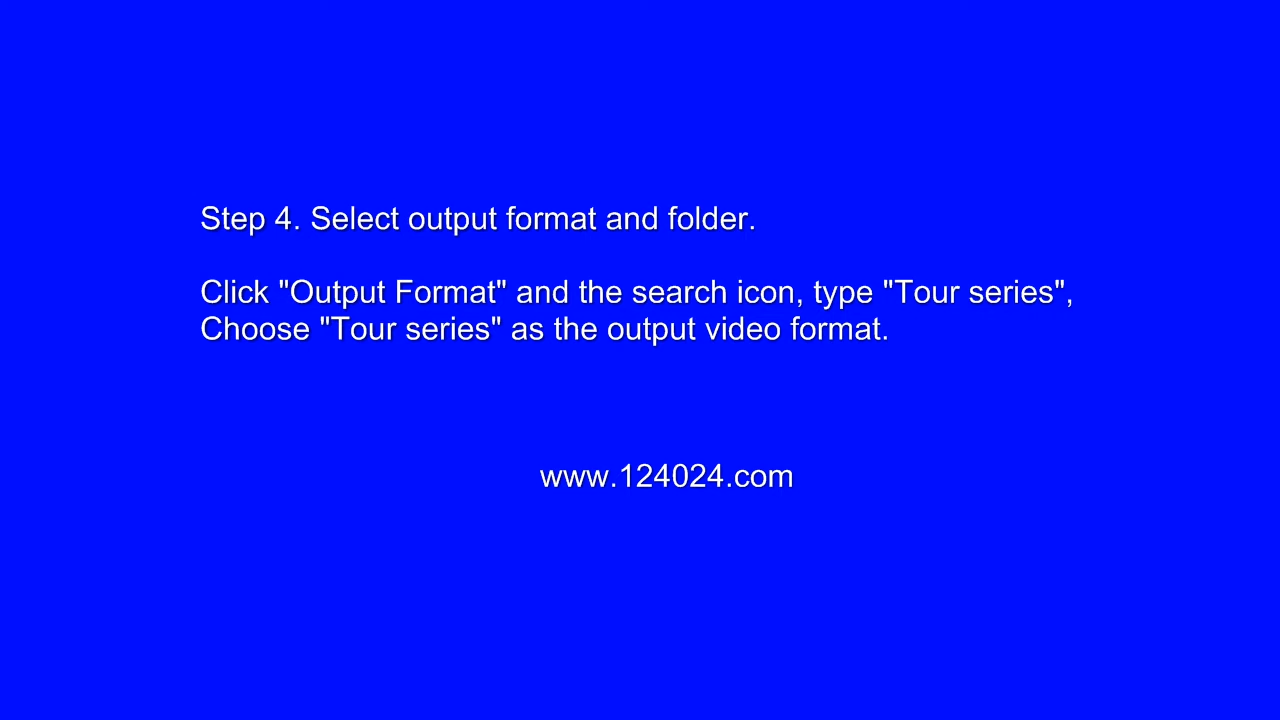 Step 4. Select output format and folder.
Click "Output Format" and the search icon, type "Tour series",
Choose "Tour series" as the output video format.
www.124024.com